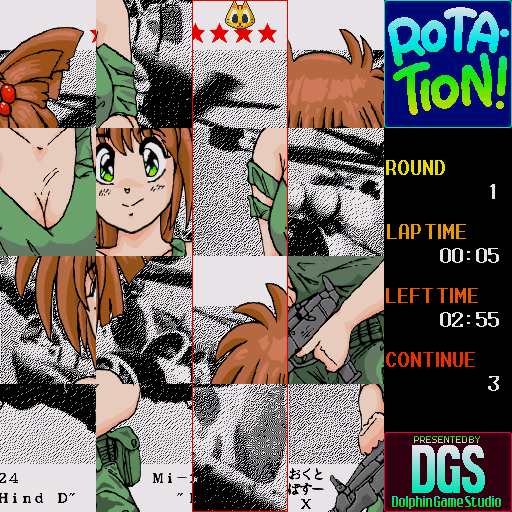 ROTA-
TION!
ROUND
1
LAP TIME
00:05
LEFT TIME
02:55
CONTINUE
3
24
Hind D"
Mi-
"
おくと
ぱすー
X
PRESENTED BY
DGS
Dolphin Game Studio